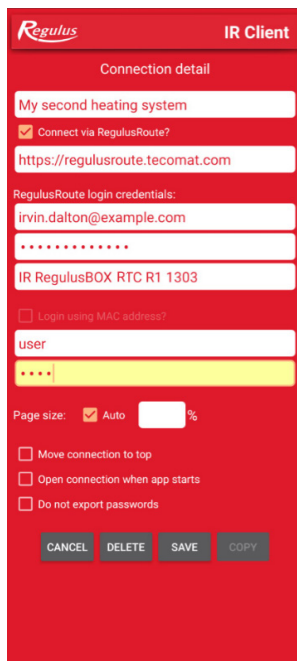 Regulus
IR Client
Connection detail
My second heating system
Connect via RegulusRoute?
https://regulusroute.tecomat.com
RegulusRoute login credentials:
irvin.dalton@example.com
•••••••••••••
IR RegulusBOX RTC R1 1303
Login using MAC address?
user
••••
Page size: Auto %
Move connection to top
Open connection when app starts
Do not export passwords
CANCEL DELETE SAVE COPY